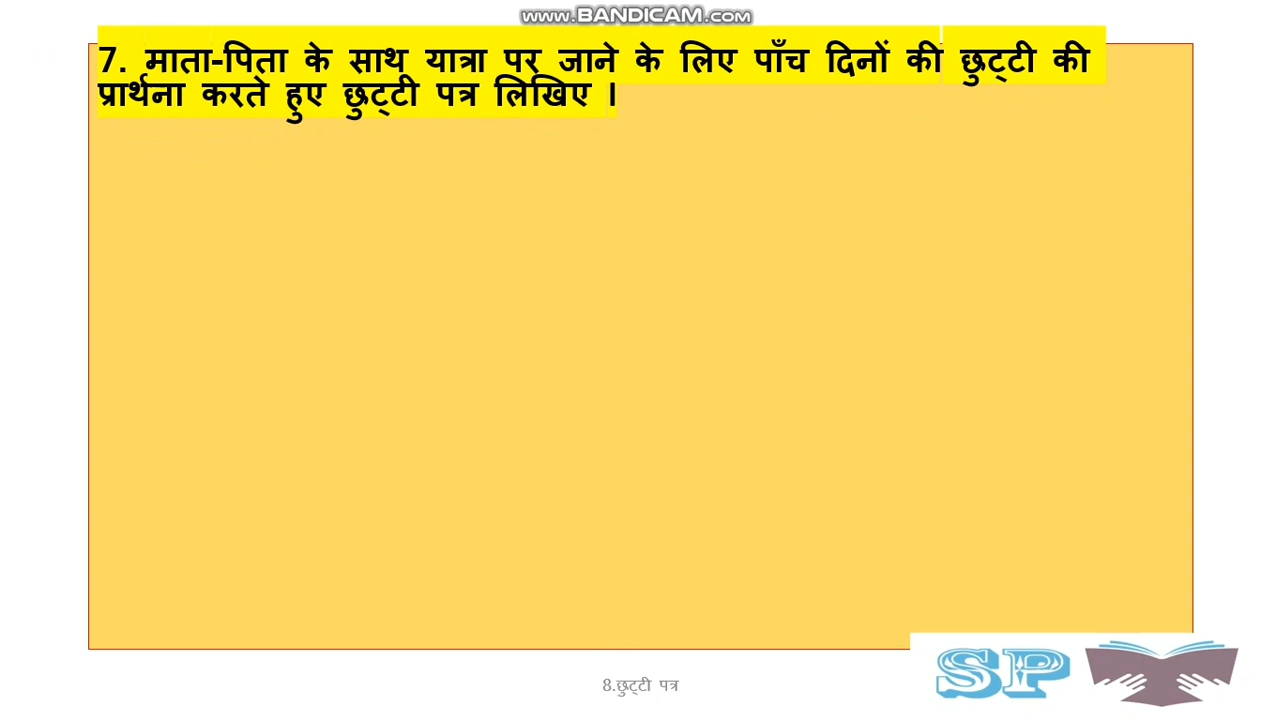 www.BANDICAM.com
7. माता-पिता के साथ यात्रा पर जाने के लिए पाँच दिनों की छुट्टी की
प्रार्थना करते हुए छुट्टी पत्र लिखिए ।
SP
8.छुट्टी पत्र